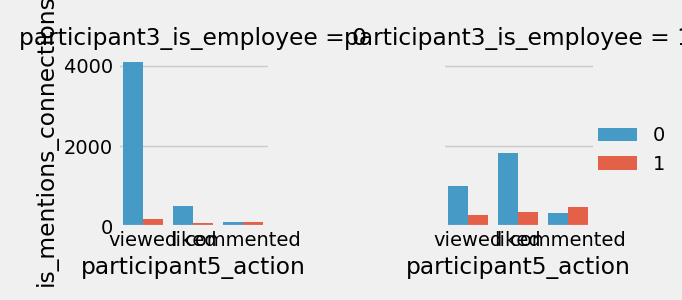 participant3_is_employee = 0
participant3_is_employee = 1
is_mentions_connections
4000
2000
0
viewed
liked
commented
viewed
liked
commented
participant5_action
participant5_action
0
1